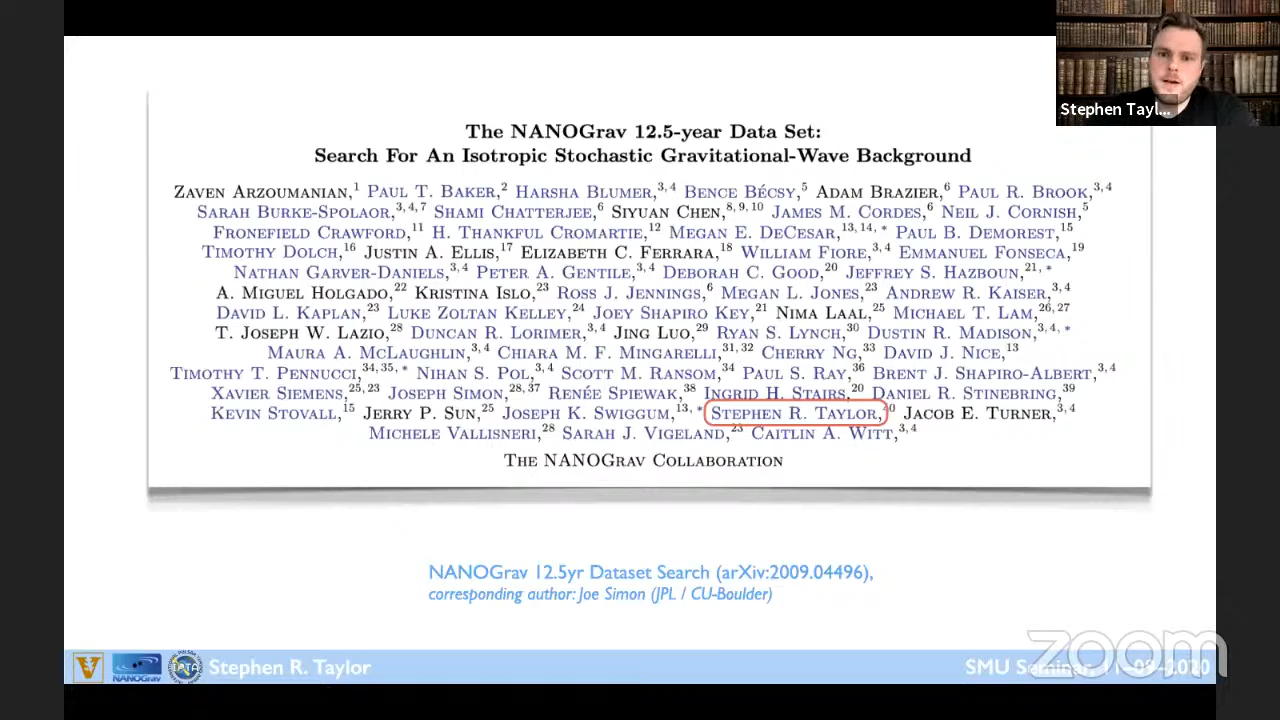 Stephen Tayl...
The NANOGrav 12.5-year Data Set:
Search For An Isotropic Stochastic Gravitational-Wave Background
Zaven Arzoumanian,1 Paul T. Baker,2 Harsha Blumer,3,4 Bence Bécsy,5 Adam Brazier,6 Paul R. Brook,3,4
Sarah Burke-Spolaor,3,4,7 Shami Chatterjee,6 Siyuan Chen,8,9,10 James M. Cordes,6 Neil J. Cornish,5
Fronefield Crawford,11 H. Thankful Cromartie,12 Megan E. DeCesar,13,14,* Paul B. Demorest,15
Timothy Dolch,16 Justin A. Ellis,17 Elizabeth C. Ferrara,18 William Fiore,3,4 Emmanuel Fonseca,19
Nathan Garver-Daniels,3,4 Peter A. Gentile,3,4 Deborah C. Good,20 Jeffrey S. Hazboun,21,*
A. Miguel Holgado,22 Kristina Islo,23 Ross J. Jennings,6 Megan L. Jones,23 Andrew R. Kaiser,3,4
David L. Kaplan,23 Luke Zoltan Kelley,24 Joey Shapiro Key,21 Nima Laal,25 Michael T. Lam,26,27
T. Joseph W. Lazio,28 Duncan R. Lorimer,3,4 Jing Luo,29 Ryan S. Lynch,30 Dustin R. Madison,3,4,*
Maura A. McLaughlin,3,4 Chiara M. F. Mingarelli,31,32 Cherry Ng,33 David J. Nice,13
Timothy T. Pennucci,34,35,* Nihan S. Pol,3,4 Scott M. Ransom,34 Paul S. Ray,36 Brent J. Shapiro-Albert,3,4
Xavier Siemens,25,23 Joseph Simon,28,37 Renée Spiewak,38 Ingrid H. Stairs,20 Daniel R. Stinebring,39
Kevin Stovall,15 Jerry P. Sun,25 Joseph K. Swiggum,13,* Stephen R. Taylor,40 Jacob E. Turner,3,4
Michele Vallisneri,28 Sarah J. Vigeland,23 Caitlin A. Witt,3,4
The NANOGrav Collaboration
NANOGrav 12.5yr Dataset Search (arXiv:2009.04496),
corresponding author: Joe Simon (JPL / CU-Boulder)
V NANOGrav IPTA Stephen R. Taylor
SMU Seminar, 11-09-2020
zoom